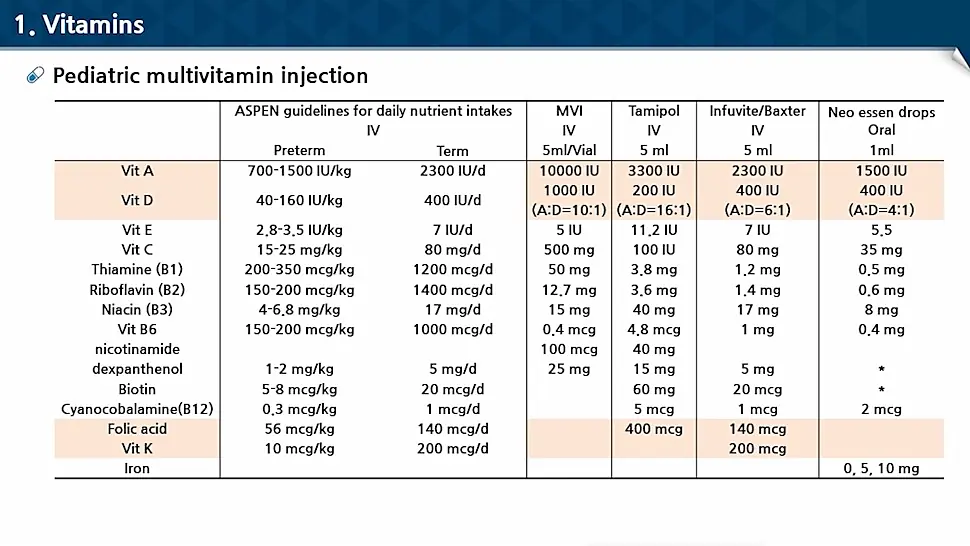 1. Vitamins
Pediatric multivitamin injection
ASPEN guidelines for daily nutrient intakes MVI Tamipol Infuvite/Baxter Neo essen drops
IV IV IV IV Oral
Preterm Term 5ml/Vial 5 ml 5 ml 1ml
Vit A 700-1500 IU/kg 2300 IU/d 10000 IU 3300 IU 2300 IU 1500 IU
Vit D 40-160 IU/kg 400 IU/d 1000 IU 200 IU 400 IU 400 IU
(A:D=10:1) (A:D=16:1) (A:D=6:1) (A:D=4:1)
Vit E 2.8-3.5 IU/kg 7 IU/d 5 IU 11.2 IU 7 IU 5.5
Vit C 15-25 mg/kg 80 mg/d 500 mg 100 IU 80 mg 35 mg
Thiamine (B1) 200-350 mcg/kg 1200 mcg/d 50 mg 3.8 mg 1.2 mg 0.5 mg
Riboflavin (B2) 150-200 mcg/kg 1400 mcg/d 12.7 mg 3.6 mg 1.4 mg 0.6 mg
Niacin (B3) 4-6.8 mg/kg 17 mg/d 15 mg 40 mg 17 mg 8 mg
Vit B6 150-200 mcg/kg 1000 mcg/d 0.4 mcg 4.8 mcg 1 mg 0.4 mg
nicotinamide 100 mcg 40 mg
dexpanthenol 1-2 mg/kg 5 mg/d 25 mg 15 mg 5 mg *
Biotin 5-8 mcg/kg 20 mcg/d 60 mg 20 mcg *
Cyanocobalamine(B12) 0.3 mcg/kg 1 mcg/d 5 mcg 1 mcg 2 mcg
Folic acid 56 mcg/kg 140 mcg/d 400 mcg 140 mcg
Vit K 10 mcg/kg 200 mcg/d 200 mcg
Iron 0, 5, 10 mg